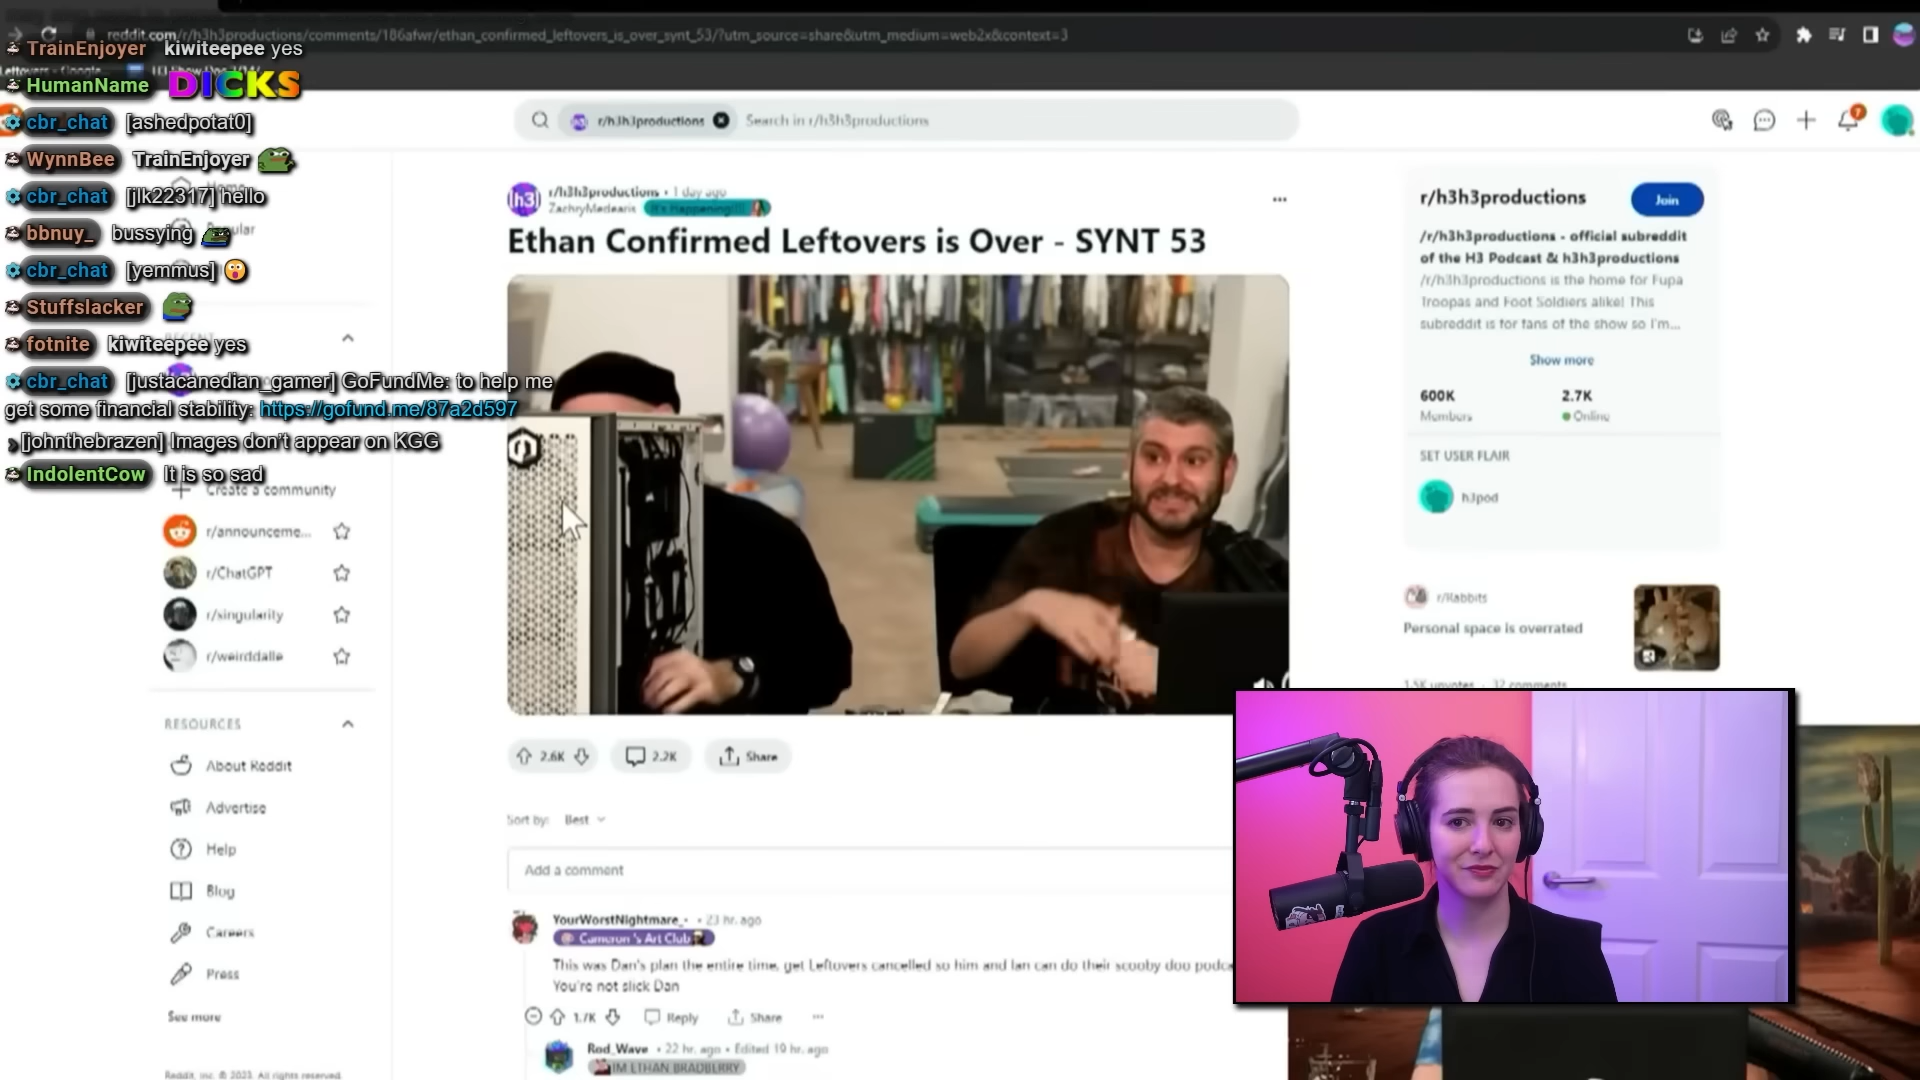 reddit.com/r/h3h3productions/comments/186afwr/ethan_confirmed_leftovers_is_over_synt_53/?utm_source=share&utm_medium=web2x&context=3
TrainEnjoyer kiwiteepee yes
HumanName DICKS
cbr_chat [ashedpotat0]
WynnBee TrainEnjoyer
cbr_chat [jlk22317] hello
bbnuy_ bussying
cbr_chat [yemmus]
Stuffslacker
fotnite kiwiteepee yes
cbr_chat [justacanedian_gamer] GoFundMe: to help me
get some financial stability: https://gofund.me/87a2d597
[johnthebrazen] Images don't appear on KGG
IndolentCow It is so sad
Create a community
r/announceme...
r/ChatGPT
r/singularity
r/weirddalle
RESOURCES
About Reddit
Advertise
Help
Blog
Careers
Press
See more
Reddit, Inc. © 2023. All rights reserved.
r/h3h3productions
Search in r/h3h3productions
7
h3
r/h3h3productions • 1 day ago
ZachryMedearis It's Happening!!!!
Ethan Confirmed Leftovers is Over - SYNT 53
2.6K
2.2K
Share
Sort by: Best
Add a comment
YourWorstNightmare_- • 23 hr. ago
Cameron's Art Club
This was Dan's plan the entire time, get Leftovers cancelled so him and Ian can do their scooby doo
You're not slick Dan
1.7K
Reply
Share
Rod_Wave • 22 hr. ago • Edited 19 hr. ago
IM ETHAN BRADBERRY
r/h3h3productions
Join
/r/h3h3productions - official subreddit
of the H3 Podcast & h3h3productions
/r/h3h3productions is the home for Fupa
Troopas and Foot Soldiers alike! This
subreddit is for fans of the show so I'm...
Show more
600K
Members
2.7K
Online
SET USER FLAIR
h3pod
r/Rabbits
Personal space is overrated
1.5K upvotes · 32 comments